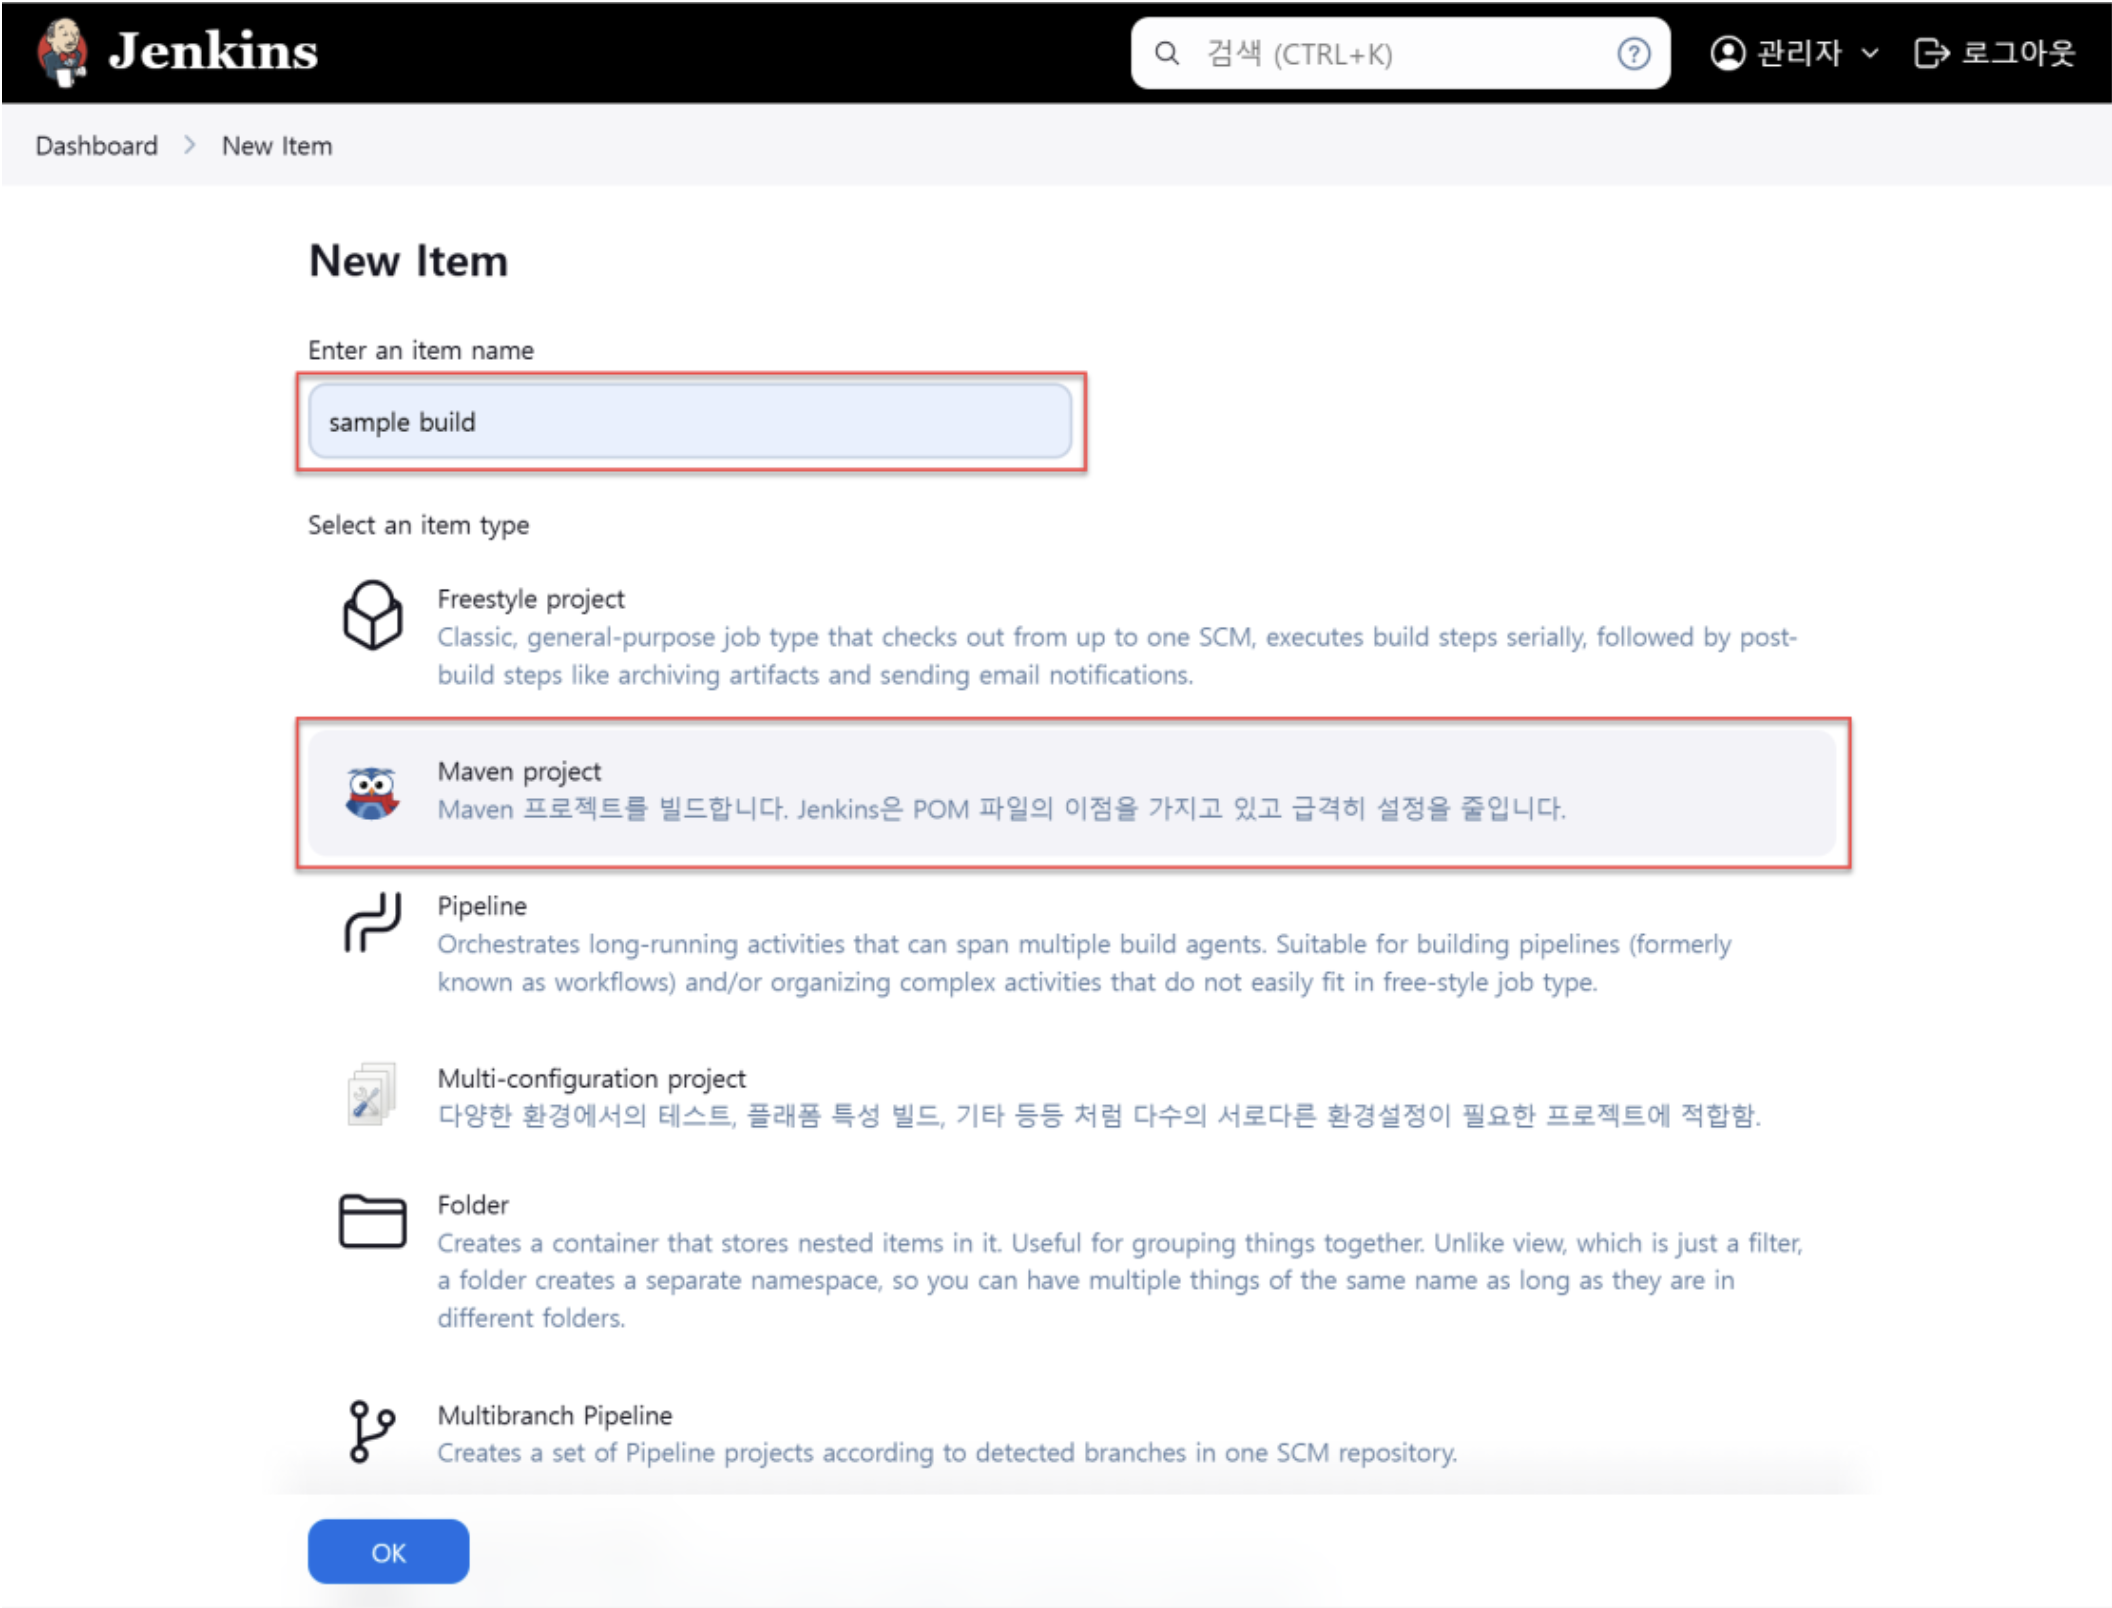 Jenkins
검색 (CTRL+K)
관리자
로그아웃
Dashboard
New Item
New Item
Enter an item name
sample build
Select an item type
Freestyle project
Classic, general-purpose job type that checks out from up to one SCM, executes build steps serially, followed by post-
build steps like archiving artifacts and sending email notifications.
Maven project
Maven 프로젝트를 빌드합니다. Jenkins은 POM 파일의 이점을 가지고 있고 급격히 설정을 줄입니다.
Pipeline
Orchestrates long-running activities that can span multiple build agents. Suitable for building pipelines (formerly
known as workflows) and/or organizing complex activities that do not easily fit in free-style job type.
Multi-configuration project
다양한 환경에서의 테스트, 플래폼 특성 빌드, 기타 등등 처럼 다수의 서로다른 환경설정이 필요한 프로젝트에 적합함.
Folder
Creates a container that stores nested items in it. Useful for grouping things together. Unlike view, which is just a filter,
a folder creates a separate namespace, so you can have multiple things of the same name as long as they are in
different folders.
Multibranch Pipeline
Creates a set of Pipeline projects according to detected branches in one SCM repository.
OK